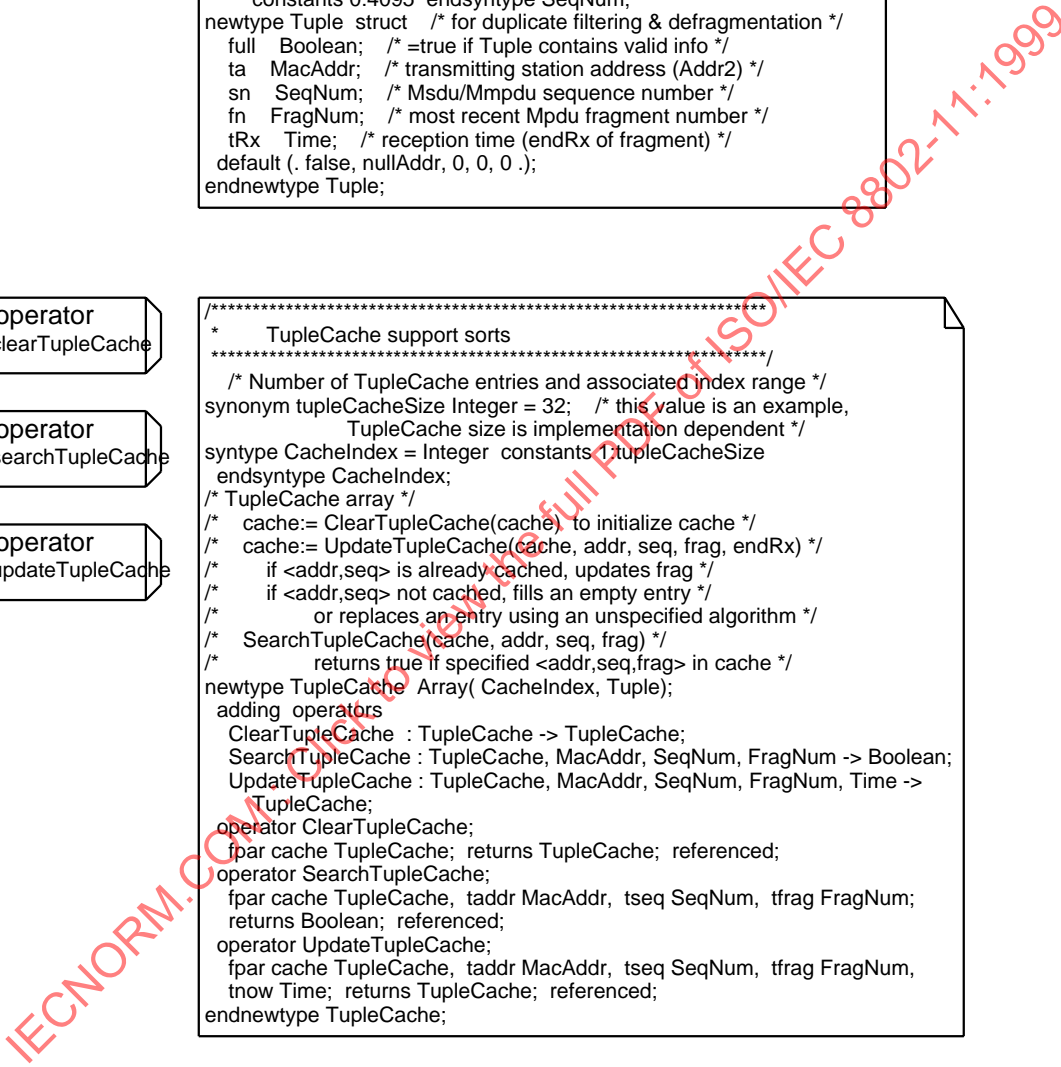 constants 0:4095 endsyntype SeqNum;
newtype Tuple struct /* for duplicate filtering & defragmentation */
full Boolean; /* =true if Tuple contains valid info */
ta MacAddr; /* transmitting station address (Addr2) */
sn SeqNum; /* Msdu/Mmpdu sequence number */
fn FragNum; /* most recent Mpdu fragment number */
tRx Time; /* reception time (endRx of fragment) */
default (. false, nullAddr, 0, 0, 0 .);
endnewtype Tuple;
operator
clearTupleCache
operator
searchTupleCache
operator
updateTupleCache
/*******************************************************************
* TupleCache support sorts
*******************************************************************/
/* Number of TupleCache entries and associated index range */
synonym tupleCacheSize Integer = 32; /* this value is an example,
TupleCache size is implementation dependent */
syntype CacheIndex = Integer constants 1:tupleCacheSize
endsyntype CacheIndex;
/* TupleCache array */
/* cache:= ClearTupleCache(cache) to initialize cache */
/* cache:= UpdateTupleCache(cache, addr, seq, frag, endRx) */
/* if <addr,seq> is already cached, updates frag */
/* if <addr,seq> not cached, fills an empty entry */
/* or replaces an entry using an unspecified algorithm */
/* SearchTupleCache(cache, addr, seq, frag) */
/* returns true if specified <addr,seq,frag> in cache */
newtype TupleCache Array( CacheIndex, Tuple);
adding operators
ClearTupleCache : TupleCache -> TupleCache;
SearchTupleCache : TupleCache, MacAddr, SeqNum, FragNum -> Boolean;
UpdateTupleCache : TupleCache, MacAddr, SeqNum, FragNum, Time ->
TupleCache;
operator ClearTupleCache;
fpar cache TupleCache; returns TupleCache; referenced;
operator SearchTupleCache;
fpar cache TupleCache, taddr MacAddr, tseq SeqNum, tfrag FragNum;
returns Boolean; referenced;
operator UpdateTupleCache;
fpar cache TupleCache, taddr MacAddr, tseq SeqNum, tfrag FragNum,
tnow Time; returns TupleCache; referenced;
endnewtype TupleCache;
IECNORM.COM : Click to view the full PDF of ISO/IEC 8802-11:1999